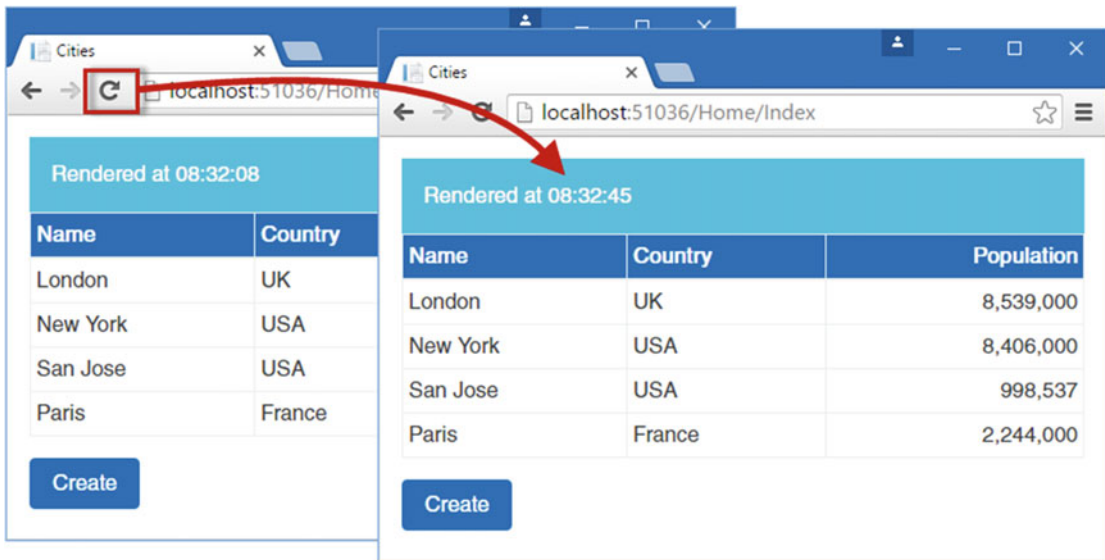 Cities
localhost:51036/Home
Rendered at 08:32:08
Name Country
London UK
New York USA
San Jose USA
Paris France
Create
Cities
localhost:51036/Home/Index
Rendered at 08:32:45
Name Country Population
London UK 8,539,000
New York USA 8,406,000
San Jose USA 998,537
Paris France 2,244,000
Create